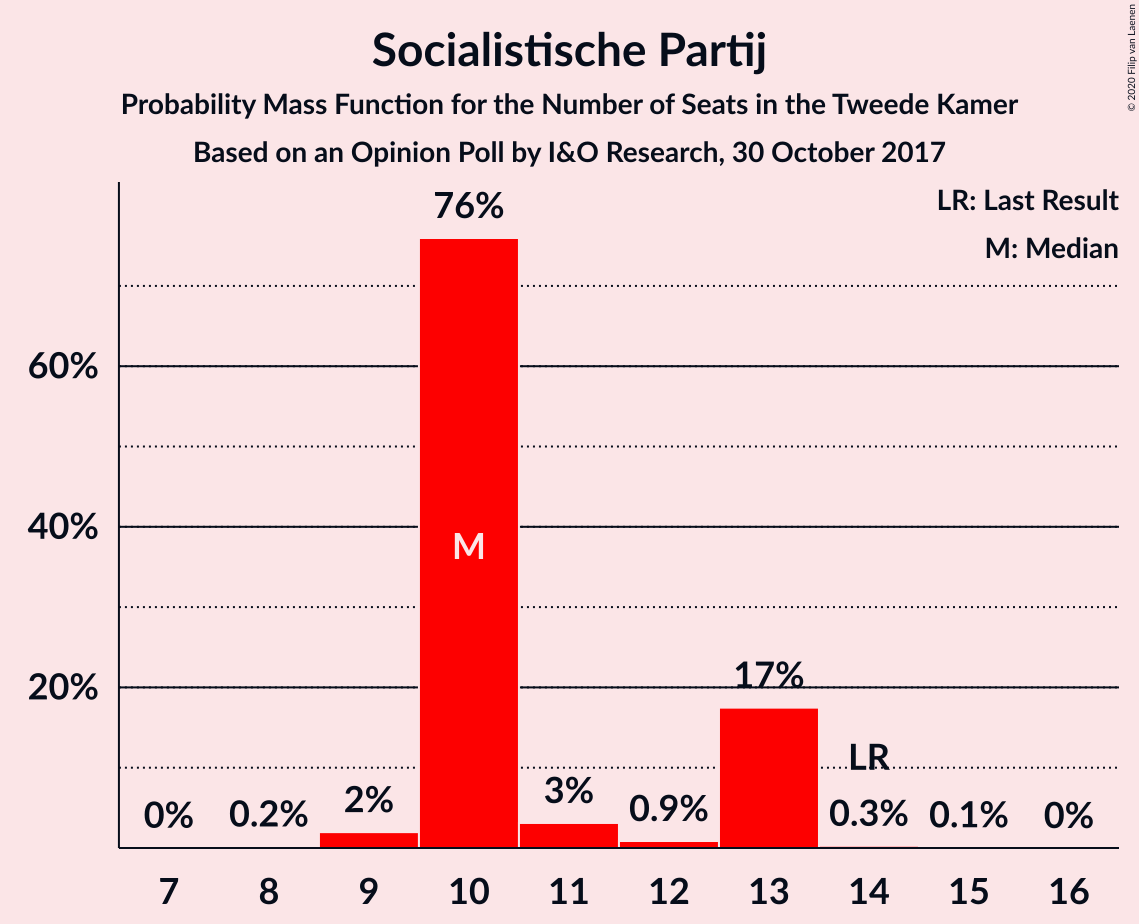 Socialistische Partij
Probability Mass Function for the Number of Seats in the Tweede Kamer
Based on an Opinion Poll by I&O Research, 30 October 2017
© 2020 Filip van Laenen
LR: Last Result
M: Median
60%
40%
20%
0%
0.2%
2%
76%
M
3%
0.9%
17%
LR
0.3%
0.1%
0%
7 8 9 10 11 12 13 14 15 16